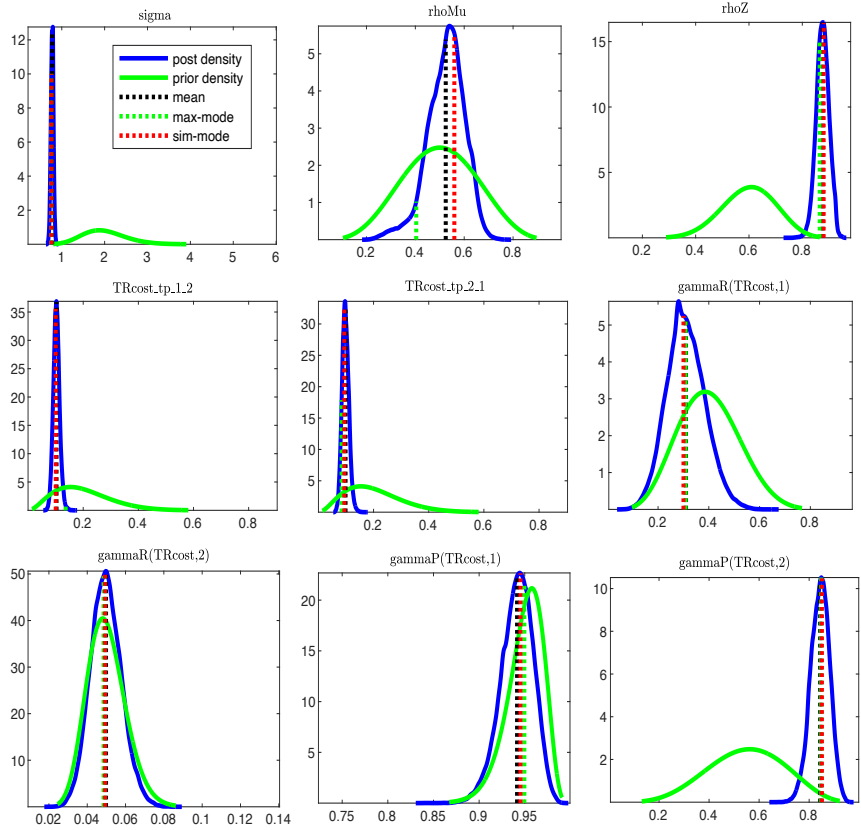 sigma
rhoMu
rhoZ
12
10
8
6
4
2
post density
prior density
mean
max-mode
sim-mode
1 2 3 4 5 6
5
4
3
2
1
0.2 0.4 0.6 0.8
15
10
5
0.2 0.4 0.6 0.8
TRcost_tp_1_2
TRcost_tp_2_1
gammaR(TRcost,1)
35
30
25
20
15
10
5
0.2 0.4 0.6 0.8
30
25
20
15
10
5
0.2 0.4 0.6 0.8
5
4
3
2
1
0.2 0.4 0.6 0.8
gammaR(TRcost,2)
gammaP(TRcost,1)
gammaP(TRcost,2)
50
40
30
20
10
0.02 0.04 0.06 0.08 0.1 0.12 0.14
20
15
10
5
0.75 0.8 0.85 0.9 0.95
10
8
6
4
2
0.2 0.4 0.6 0.8